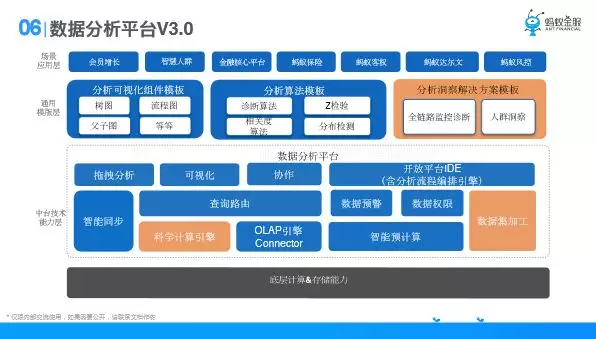 06 数据分析平台V3.0
蚂蚁金服
ANT FINANCIAL
场景
应用层
会员增长
智慧人群
金融核心平台
蚂蚁保险
蚂蚁客权
蚂蚁达尔文
蚂蚁风控
通用
模版层
分析可视化组件模板
树图
流程图
父子图
等等
分析算法模板
诊断算法
Z检验
相关度
算法
分布检测
分析洞察解决方案模板
全链路监控诊断
人群洞察
数据分析平台
中台技术
能力层
拖拽分析
可视化
协作
开放平台IDE
(含分析流程编排引擎)
智能同步
查询路由
数据预警
数据权限
数据集加工
科学计算引擎
OLAP引擎
Connector
智能预计算
底层计算&存储能力
* 仅限内部交流使用，如果需要公开，请联系文档作者